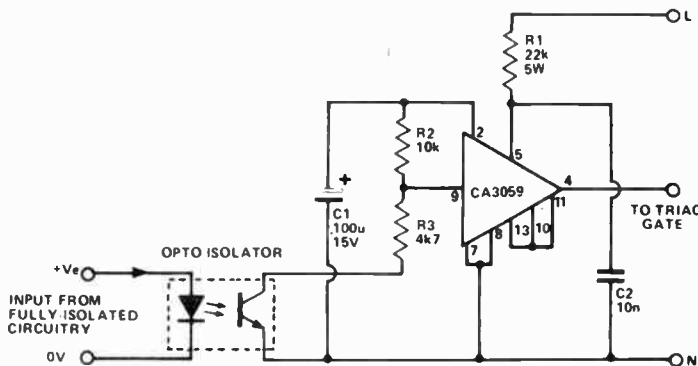 L
R1
22k
5W
R2
10k
2
5
4
9
CA3059
11
10
13
8
7
TO TRIAC
GATE
+
C1
100u
15V
R3
4k7
OPTO ISOLATOR
+Ve
INPUT FROM
FULLY-ISOLATED
CIRCUITRY
0V
C2
10n
N